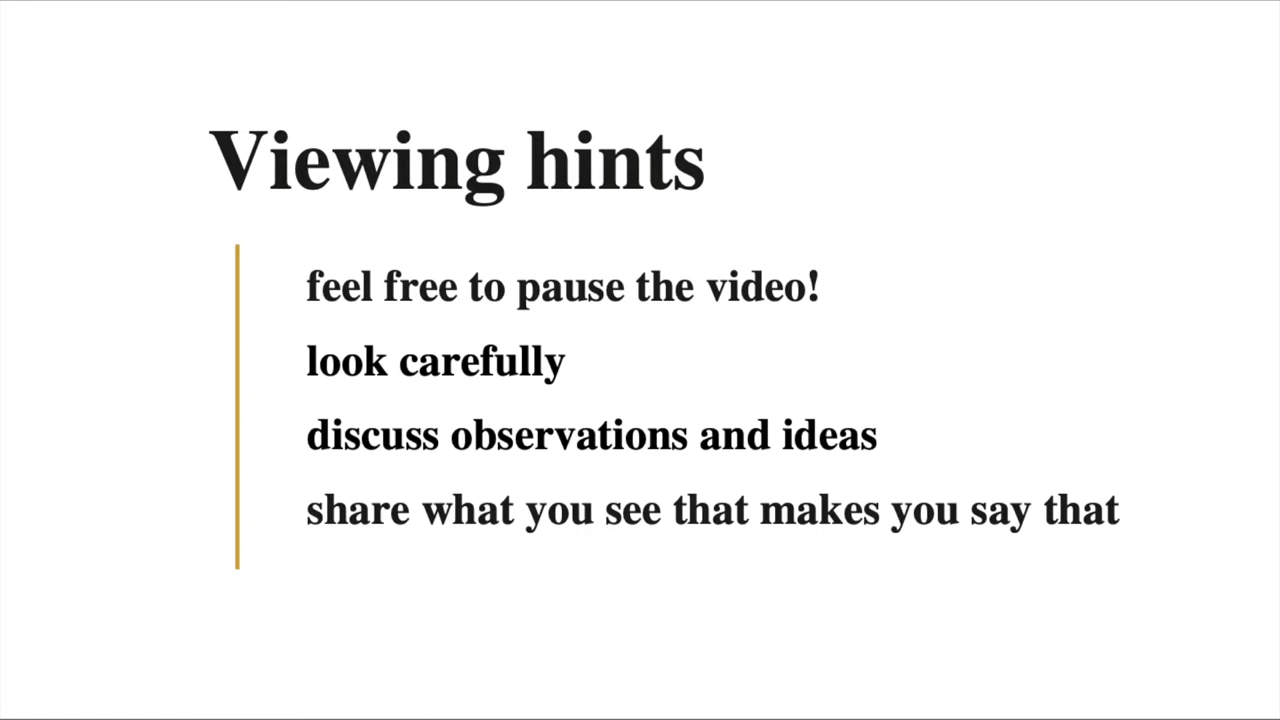 Viewing hints
feel free to pause the video!
look carefully
discuss observations and ideas
share what you see that makes you say that